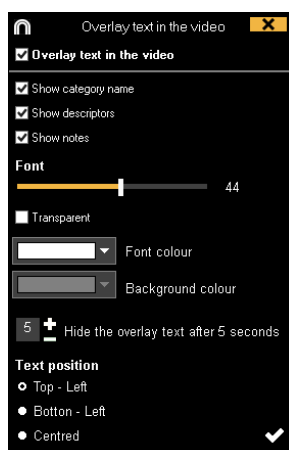 Overlay text in the video
Overlay text in the video
Show category name
Show descriptors
Show notes
Font
44
Transparent
Font colour
Background colour
5 Hide the overlay text after 5 seconds
Text position
Top - Left
Botton - Left
Centred